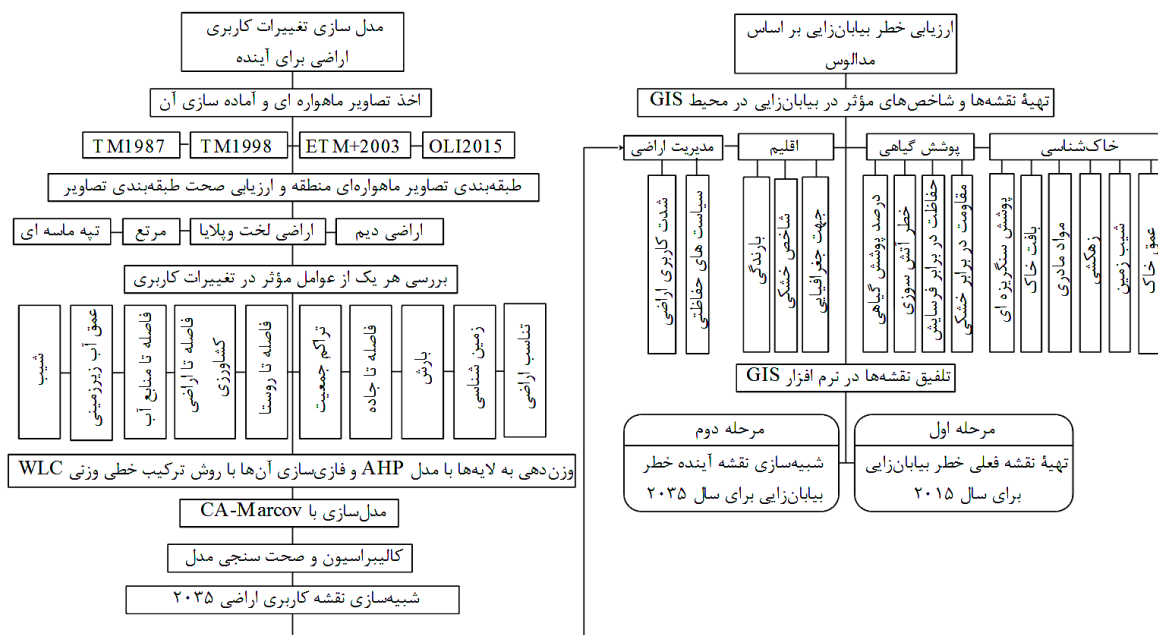 ارزیابی خطر بیابان‌زایی بر اساس
مدالوس
تهیۀ نقشه‌ها و شاخص‌های مؤثر در بیابان‌زایی در محیط GIS
خاک‌شناسی
پوشش گیاهی
اقلیم
مدیریت اراضی
عمق خاک
شیب زمین
زهکشی
مواد مادری
بافت خاک
پوشش سنگریزه ای
مقاومت در برابر خشکی
حفاظت در برابر فرسایش
خطر آتش سوزی
درصد پوشش گیاهی
جهت جغرافیایی
شاخص خشکی
بارندگی
سیاست های حفاظتی
شدت کاربری اراضی
تلفیق نقشه‌ها در نرم افزار GIS
مرحله اول
تهیۀ نقشه فعلی خطر بیابان‌زایی
برای سال ۲۰۱۵
مرحله دوم
شبیه‌سازی نقشه آینده خطر
بیابان‌زایی برای سال ۲۰۳۵
مدل سازی تغییرات کاربری
اراضی برای آینده
اخذ تصاویر ماهواره ای و آماده سازی آن
TM1987
TM1998
ETM+2003
OLI2015
طبقه‌بندی تصاویر ماهواره‌ای منطقه و ارزیابی صحت طبقه‌بندی تصاویر
اراضی دیم
اراضی لخت وپلایا
مرتع
تپه ماسه ای
بررسی هر یک از عوامل مؤثر در تغییرات کاربری
تناسب اراضی
زمین شناسی
بارش
فاصله تا جاده
تراکم جمعیت
فاصله تا روستا
فاصله تا اراضی
کشاورزی
فاصله تا منابع آب
عمق آب زیرزمینی
شیب
وزن‌دهی به لایه‌ها با مدل AHP و فازی‌سازی آن‌ها با روش ترکیب خطی وزنی WLC
مدل‌سازی با CA-Marcov
کالیبراسیون و صحت سنجی مدل
شبیه‌سازی نقشه کاربری اراضی ۲۰۳۵